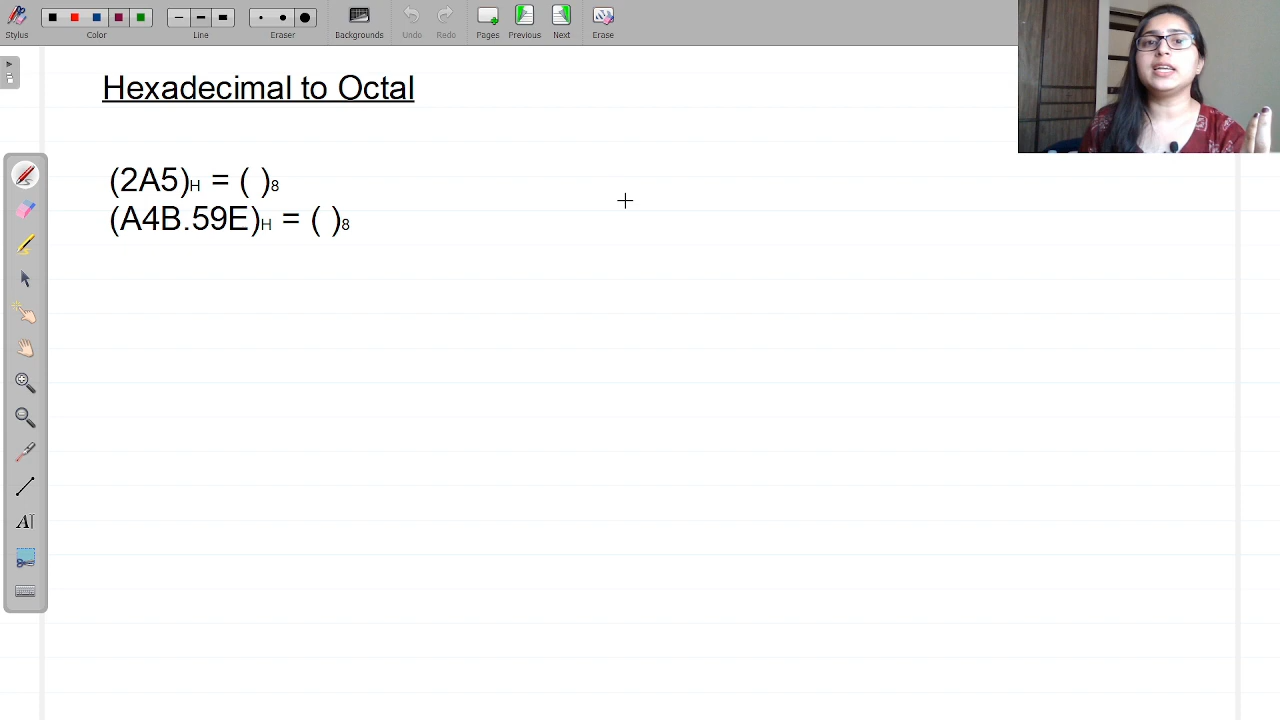 Stylus Color Line Eraser Backgrounds Undo Redo Pages Previous Next Erase
Hexadecimal to Octal
(2A5)H = ( )8
(A4B.59E)H = ( )8